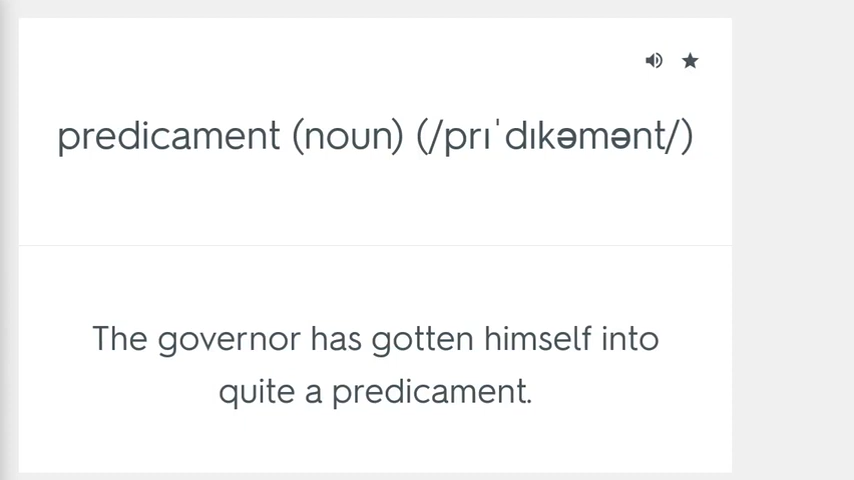 predicament (noun) (/prɪˈdɪkəmənt/)
The governor has gotten himself into
quite a predicament.